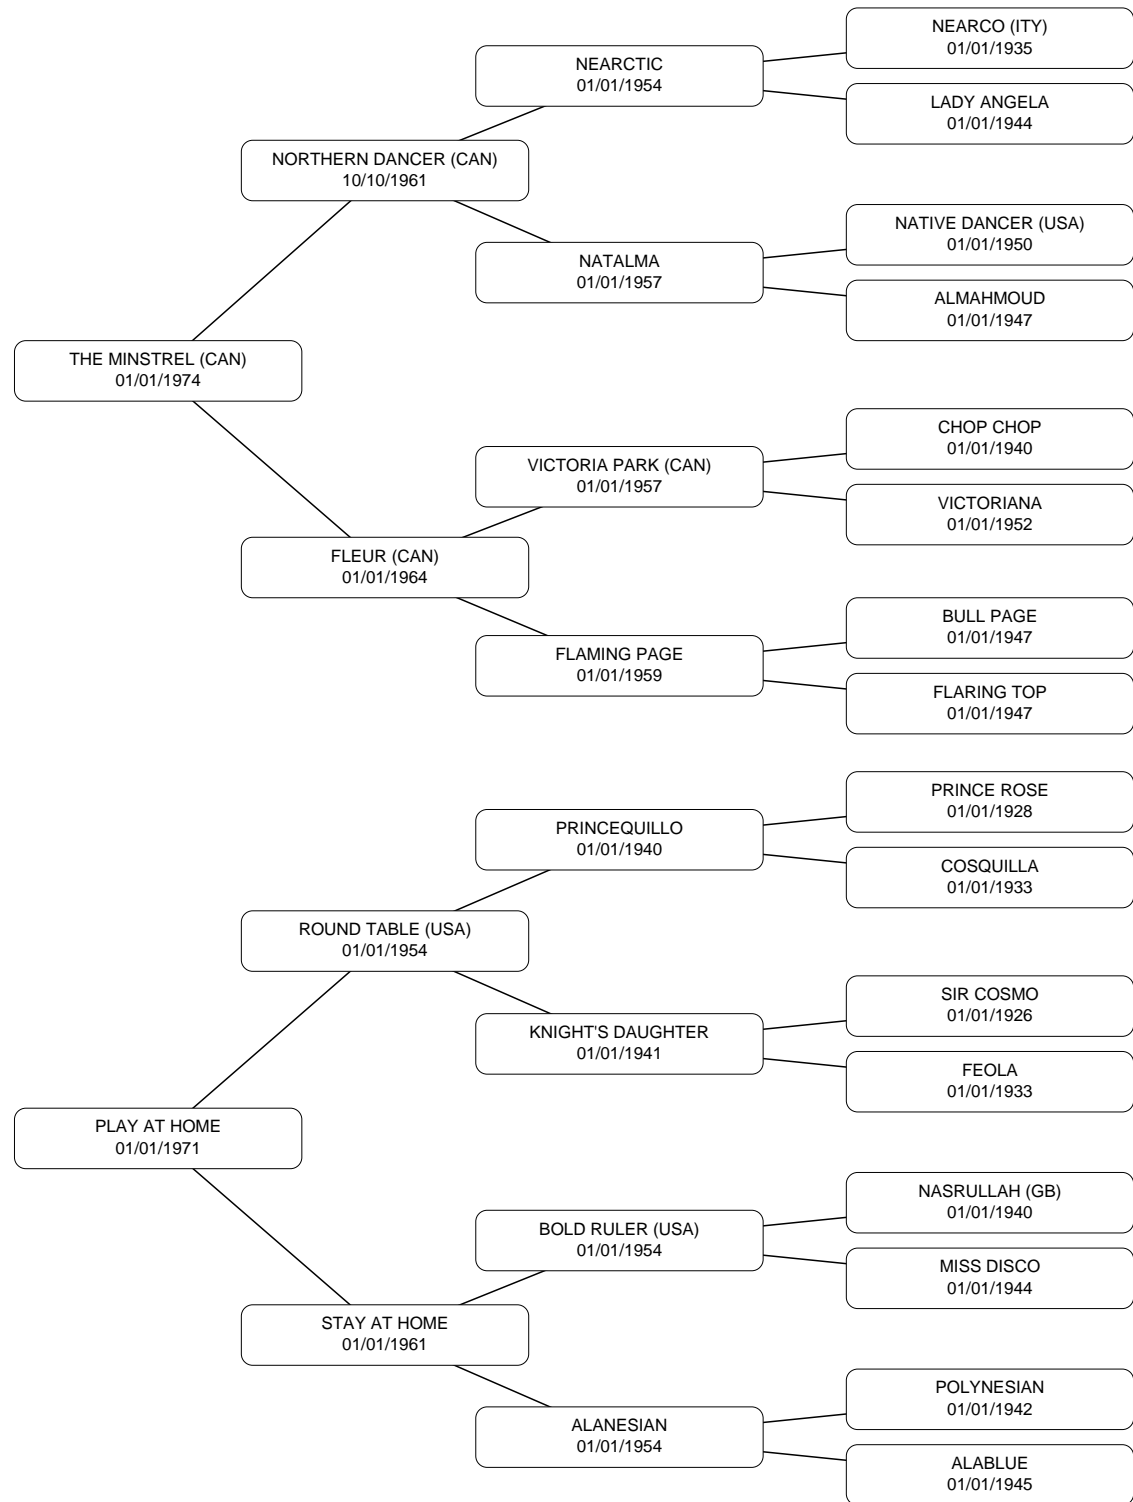 NEARCO (ITY)
01/01/1935
NEARCTIC
01/01/1954
LADY ANGELA
01/01/1944
NORTHERN DANCER (CAN)
10/10/1961
NATIVE DANCER (USA)
01/01/1950
NATALMA
01/01/1957
ALMAHMOUD
01/01/1947
THE MINSTREL (CAN)
01/01/1974
CHOP CHOP
01/01/1940
VICTORIA PARK (CAN)
01/01/1957
VICTORIANA
01/01/1952
FLEUR (CAN)
01/01/1964
BULL PAGE
01/01/1947
FLAMING PAGE
01/01/1959
FLARING TOP
01/01/1947
PRINCE ROSE
01/01/1928
PRINCEQUILLO
01/01/1940
COSQUILLA
01/01/1933
ROUND TABLE (USA)
01/01/1954
SIR COSMO
01/01/1926
KNIGHT'S DAUGHTER
01/01/1941
FEOLA
01/01/1933
PLAY AT HOME
01/01/1971
NASRULLAH (GB)
01/01/1940
BOLD RULER (USA)
01/01/1954
MISS DISCO
01/01/1944
STAY AT HOME
01/01/1961
POLYNESIAN
01/01/1942
ALANESIAN
01/01/1954
ALABLUE
01/01/1945